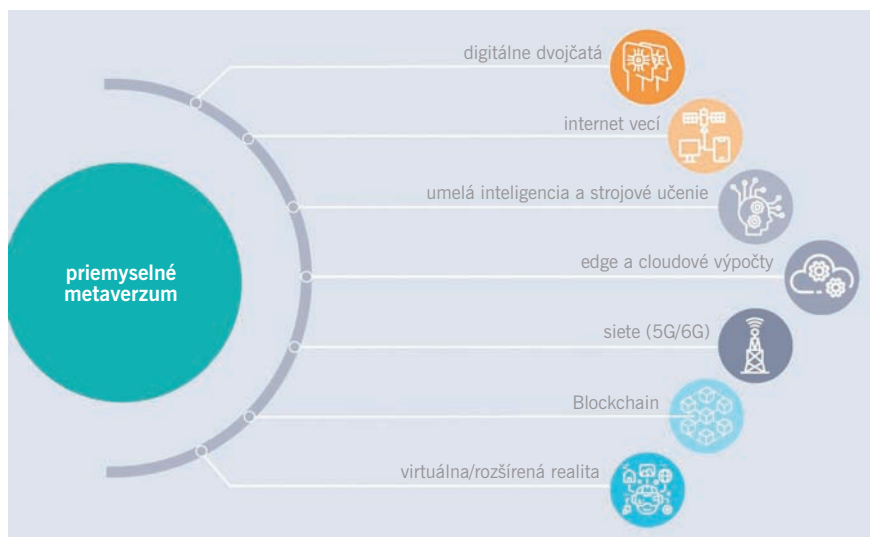 digitálne dvojčatá
internet vecí
umelá inteligencia a strojové učenie
edge a cloudové výpočty
priemyselné
metaverzum
siete (5G/6G)
Blockchain
virtuálna/rozšírená realita